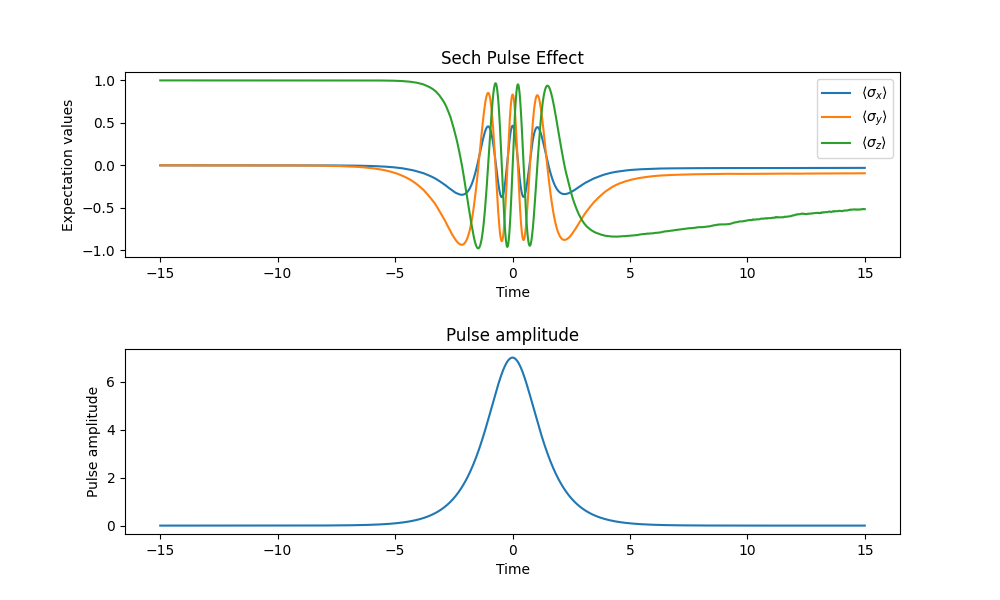 Sech Pulse Effect
Expectation values
1.0
0.5
0.0
−0.5
−1.0
⟨σx⟩
⟨σy⟩
⟨σz⟩
−15 −10 −5 0 5 10 15
Time
Pulse amplitude
Pulse amplitude
6
4
2
0
−15 −10 −5 0 5 10 15
Time